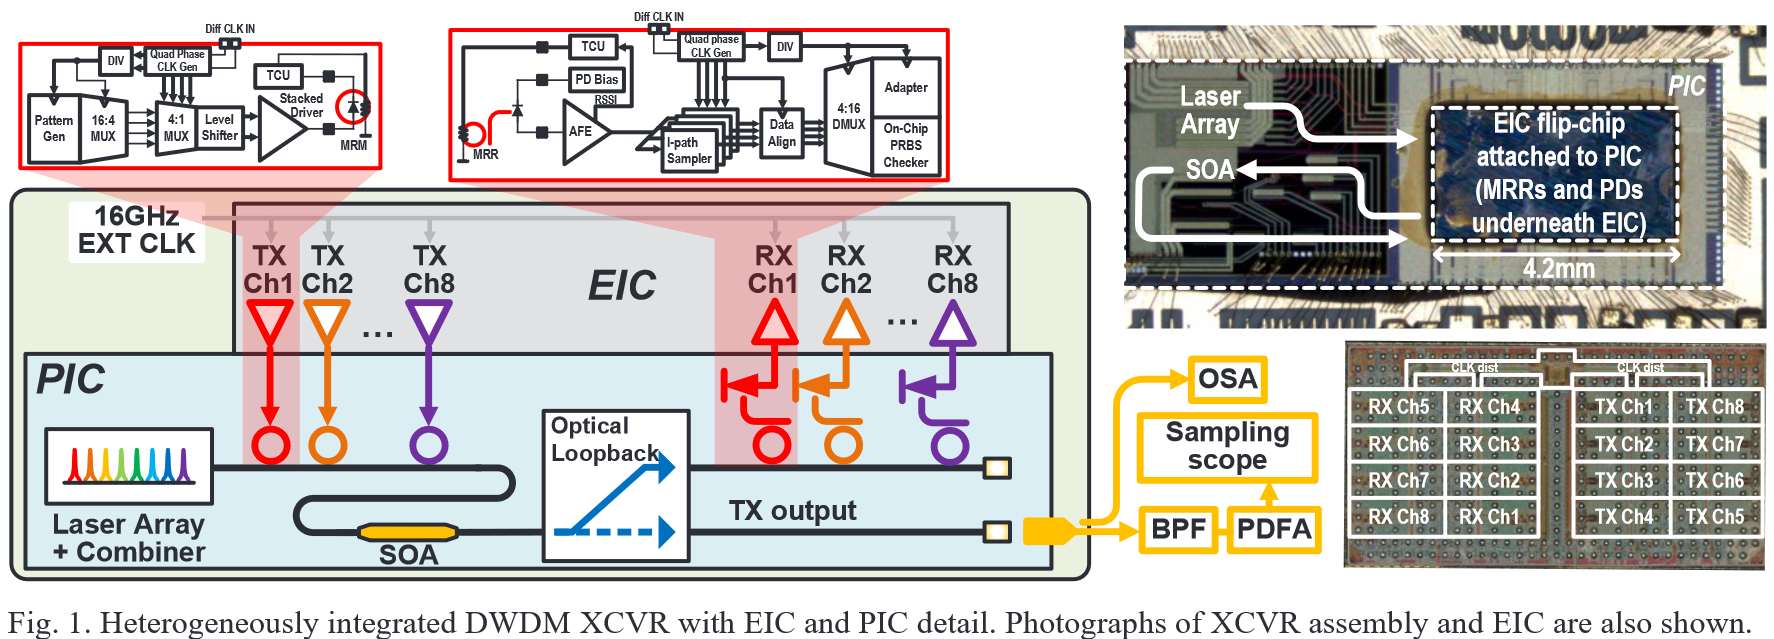 Diff CLK IN
DIV
Quad Phase
CLK Gen
TCU
Stacked
Driver
Pattern
Gen
16:4
MUX
4:1
MUX
Level
Shifter
MRM
Diff CLK IN
TCU
Quad phase
CLK Gen
DIV
PD Bias
RSSI
AFE
MRR
I-path
Sampler
Data
Align
4:16
DMUX
Adapter
On-Chip
PRBS
Checker
16GHz
EXT CLK
TX
Ch1
TX
Ch2
TX
Ch8
...
EIC
RX
Ch1
RX
Ch2
RX
Ch8
...
PIC
Laser Array
+ Combiner
SOA
Optical
Loopback
TX output
OSA
Sampling
scope
BPF
PDFA
PIC
Laser
Array
SOA
EIC flip-chip
attached to PIC
(MRRs and PDs
underneath EIC)
4.2mm
CLK dist
CLK dist
RX Ch5
RX Ch4
TX Ch1
TX Ch8
RX Ch6
RX Ch3
TX Ch2
TX Ch7
RX Ch7
RX Ch2
TX Ch3
TX Ch6
RX Ch8
RX Ch1
TX Ch4
TX Ch5
Fig. 1. Heterogeneously integrated DWDM XCVR with EIC and PIC detail. Photographs of XCVR assembly and EIC are also shown.